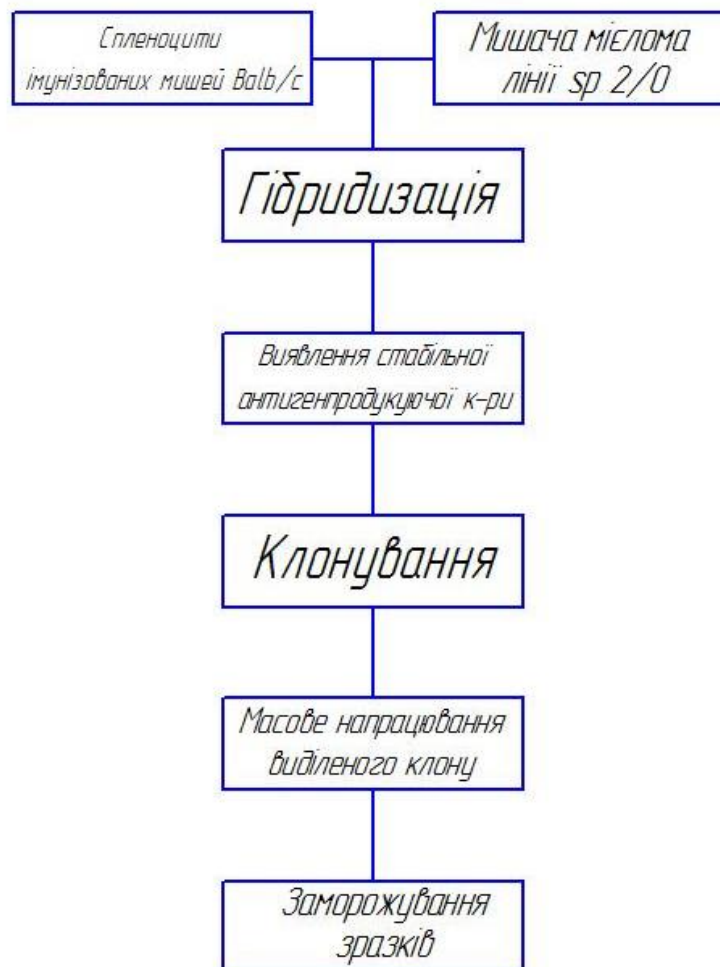 Спленоцити
імунізованих мишей Balb/c
Мишача мієлома
лінії sp 2/0
Гібридизація
Виявлення стабільної
антигенпродукуючої к-ри
Клонування
Масове напрацювання
виділеного клону
Заморожування
зразків